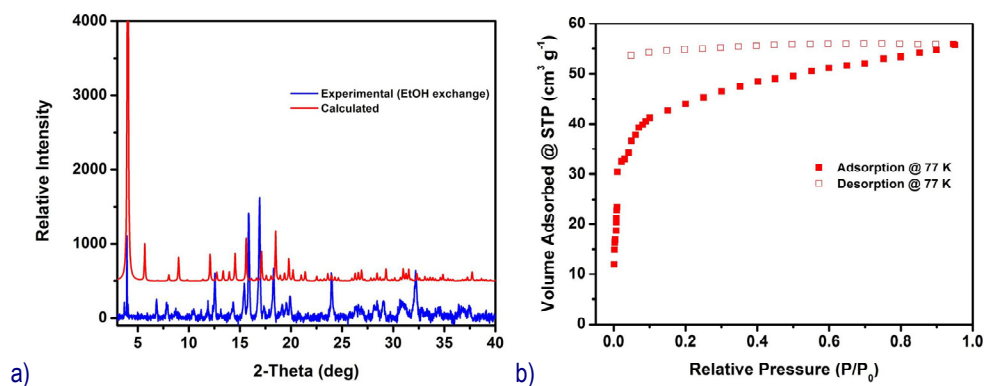 4000
3000
2000
1000
0
Relative Intensity
Experimental (EtOH exchange)
Calculated
5 10 15 20 25 30 35 40
2-Theta (deg)
a)
60
50
40
30
20
10
0
Volume Adsorbed @ STP (cm³ g⁻¹)
Adsorption @ 77 K
Desorption @ 77 K
0.0 0.2 0.4 0.6 0.8 1.0
Relative Pressure (P/P₀)
b)